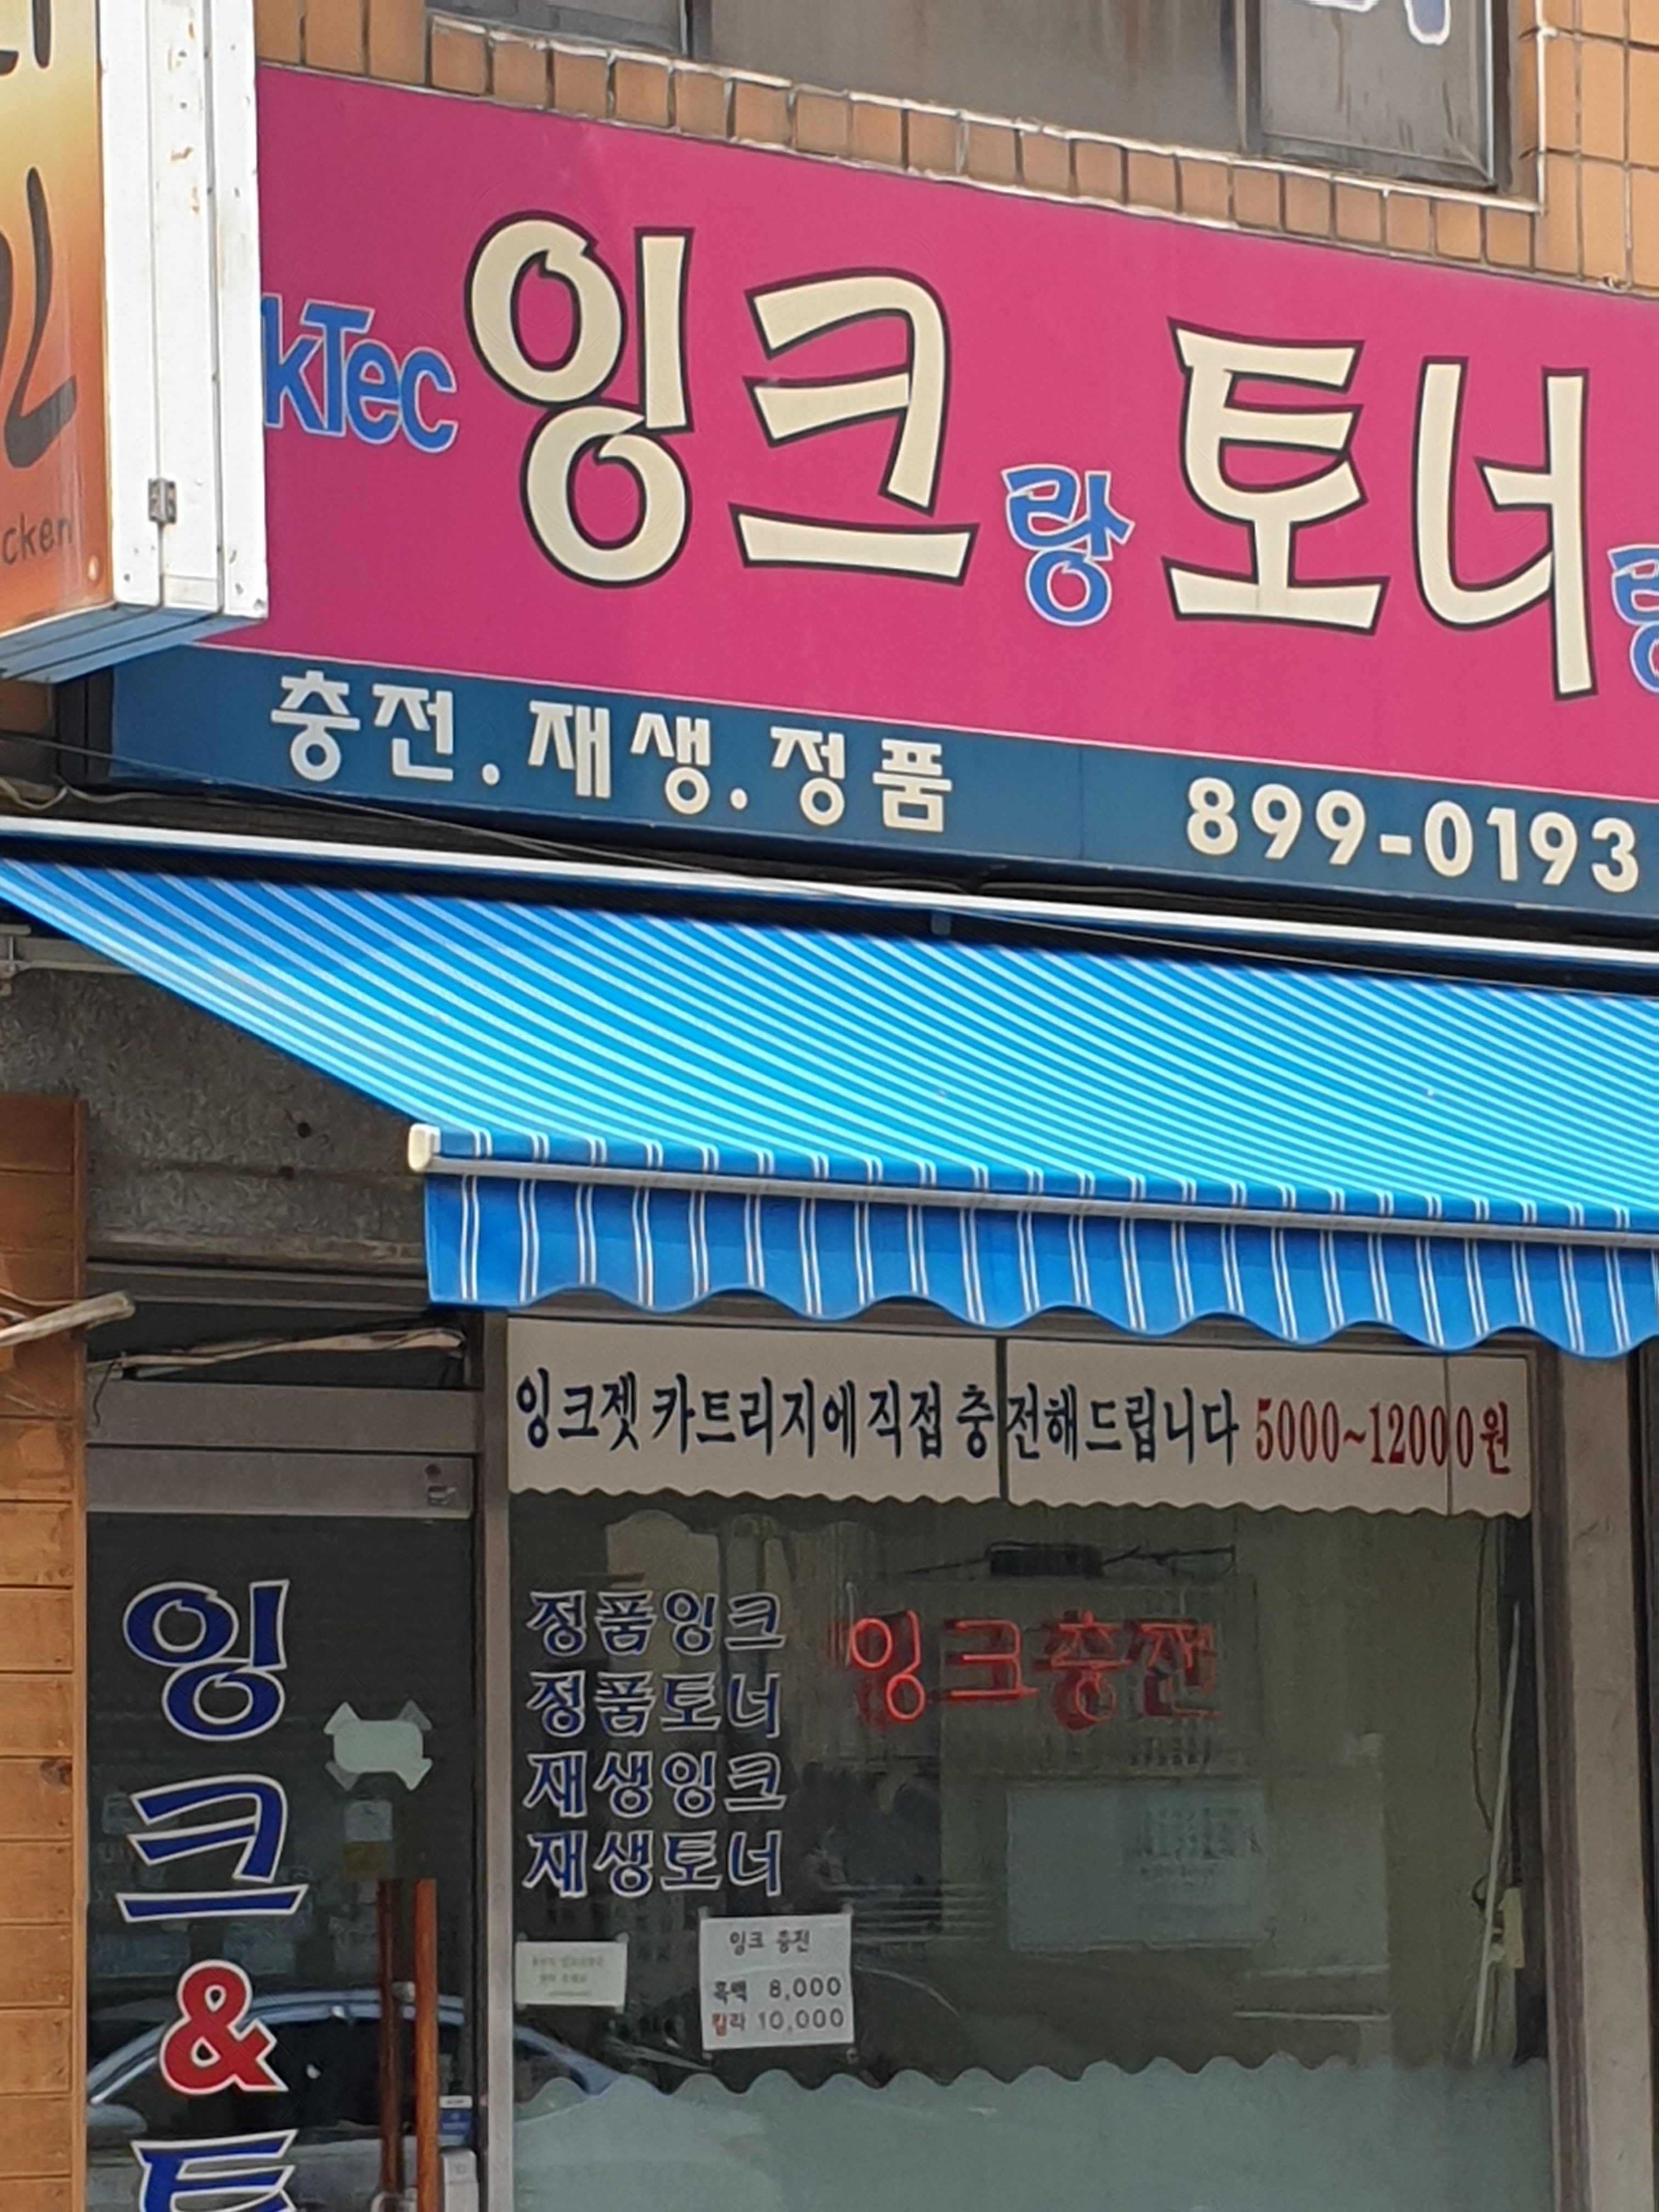 cken
kTec 잉크랑 토너랑
충전.재생.정품 899-0193
잉크젯 카트리지에 직접 충전해드립니다 5000~12000원
잉크&토
정품잉크
정품토너
재생잉크
재생토너
잉크충전
잉크 충전
흑백 8,000
칼라 10,000